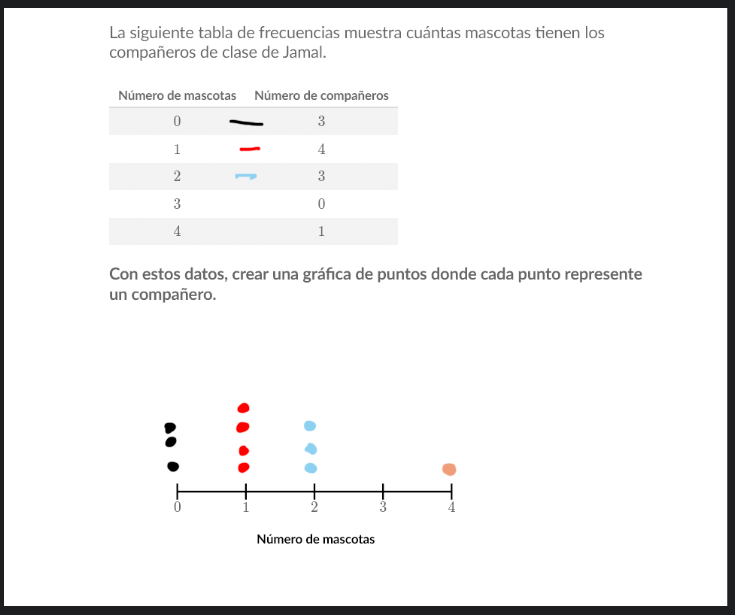 La siguiente tabla de frecuencias muestra cuántas mascotas tienen los
compañeros de clase de Jamal.
Número de mascotas Número de compañeros
0 3
1 4
2 3
3 0
4 1
Con estos datos, crear una gráfica de puntos donde cada punto represente
un compañero.
0 1 2 3 4
Número de mascotas